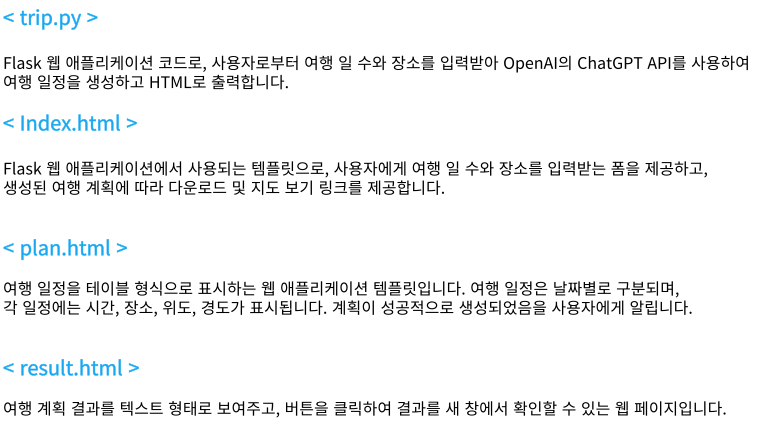 < trip.py >
Flask 웹 애플리케이션 코드로, 사용자로부터 여행 일 수와 장소를 입력받아 OpenAI의 ChatGPT API를 사용하여
여행 일정을 생성하고 HTML로 출력합니다.
< Index.html >
Flask 웹 애플리케이션에서 사용되는 템플릿으로, 사용자에게 여행 일 수와 장소를 입력받는 폼을 제공하고,
생성된 여행 계획에 따라 다운로드 및 지도 보기 링크를 제공합니다.
< plan.html >
여행 일정을 테이블 형식으로 표시하는 웹 애플리케이션 템플릿입니다. 여행 일정은 날짜별로 구분되며,
각 일정에는 시간, 장소, 위도, 경도가 표시됩니다. 계획이 성공적으로 생성되었음을 사용자에게 알립니다.
< result.html >
여행 계획 결과를 텍스트 형태로 보여주고, 버튼을 클릭하여 결과를 새 창에서 확인할 수 있는 웹 페이지입니다.